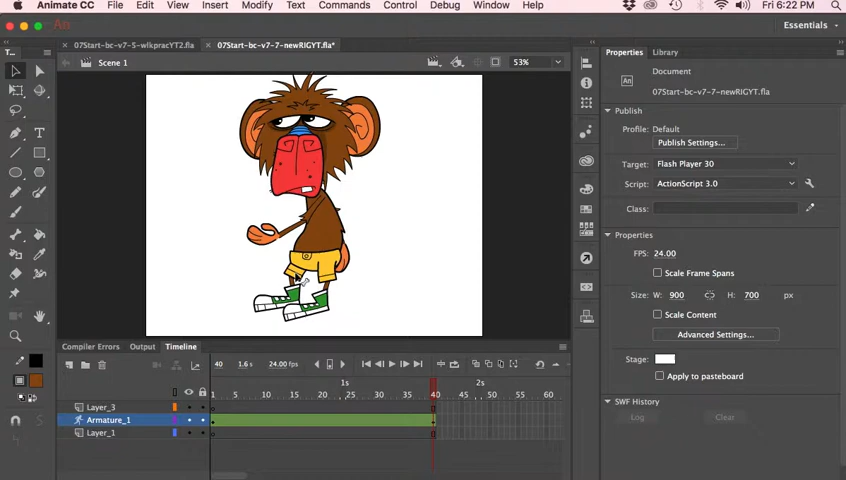 Animate CC File Edit View Insert Modify Text Commands Control Debug Window Help Fri 6:22 PM
An Essentials
T...
07Start-bc-v7-5-wlkpracYT2.fla 07Start-bc-v7-7-newRIGYT.fla*
Scene 1 53%
Properties Library
An Document
07Start-bc-v7-7-newRIGYT.fla
Publish
Profile: Default
Publish Settings...
Target: Flash Player 30
Script: ActionScript 3.0
Class:
Properties
FPS: 24.00
Scale Frame Spans
Size: W: 900 H: 700 px
Scale Content
Advanced Settings...
Stage:
Apply to pasteboard
SWF History
Log Clear
Compiler Errors Output Timeline
40 1.6 s 24.00 fps
1s 2s
1 5 10 15 20 25 30 35 40 45 50 55 60
Layer_3
Armature_1
Layer_1